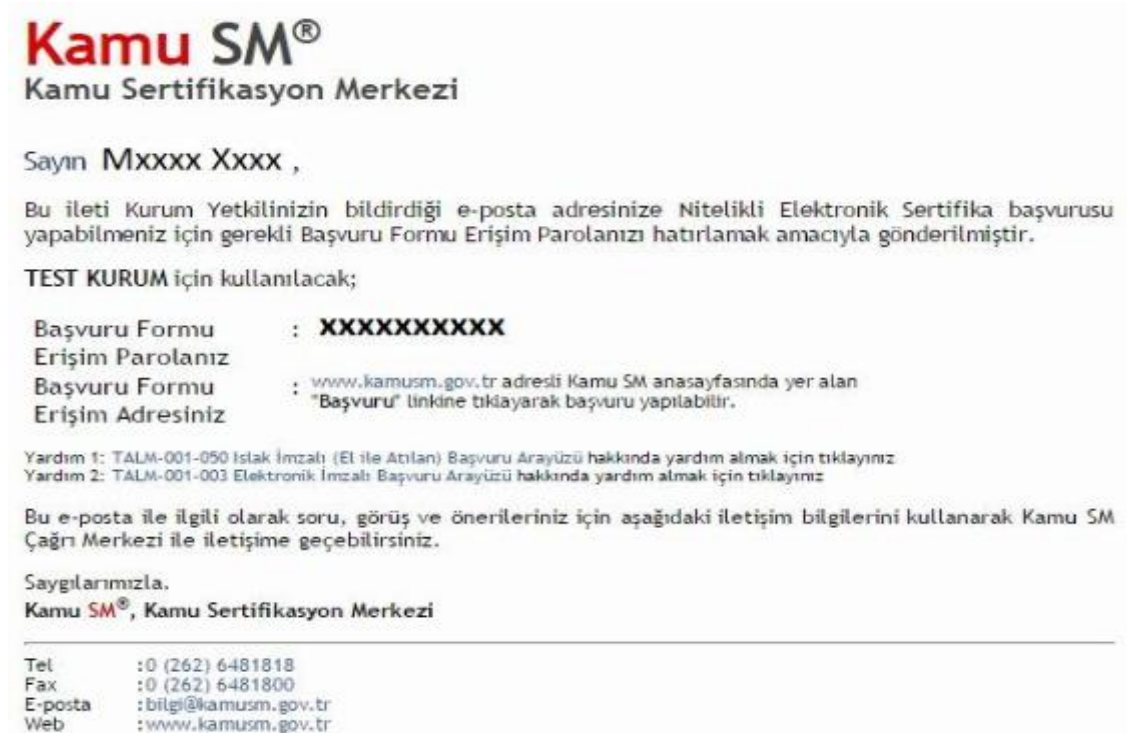 Kamu SM®
Kamu Sertifikasyon Merkezi
Sayın Mxxxx Xxxx ,
Bu ileti Kurum Yetkilinizin bildirdiği e-posta adresinize Nitelikli Elektronik Sertifika başvurusu
yapabilmeniz için gerekli Başvuru Formu Erişim Parolanızı hatırlamak amacıyla gönderilmiştir.
TEST KURUM için kullanılacak;
Başvuru Formu : XXXXXXXXXX
Erişim Parolanız
Başvuru Formu : www.kamusm.gov.tr adresli Kamu SM anasayfasında yer alan
Erişim Adresiniz "Başvuru" linkine tıklayarak başvuru yapılabilir.
Yardım 1: TALM-001-050 Islak İmzalı (El ile Atılan) Başvuru Arayüzü hakkında yardım almak için tıklayınız
Yardım 2: TALM-001-003 Elektronik İmzalı Başvuru Arayüzü hakkında yardım almak için tıklayınız
Bu e-posta ile ilgili olarak soru, görüş ve önerileriniz için aşağıdaki iletişim bilgilerini kullanarak Kamu SM
Çağrı Merkezi ile iletişime geçebilirsiniz.
Saygılarımızla.
Kamu SM®, Kamu Sertifikasyon Merkezi
Tel :0 (262) 6481818
Fax :0 (262) 6481800
E-posta :bilgi@kamusm.gov.tr
Web :www.kamusm.gov.tr